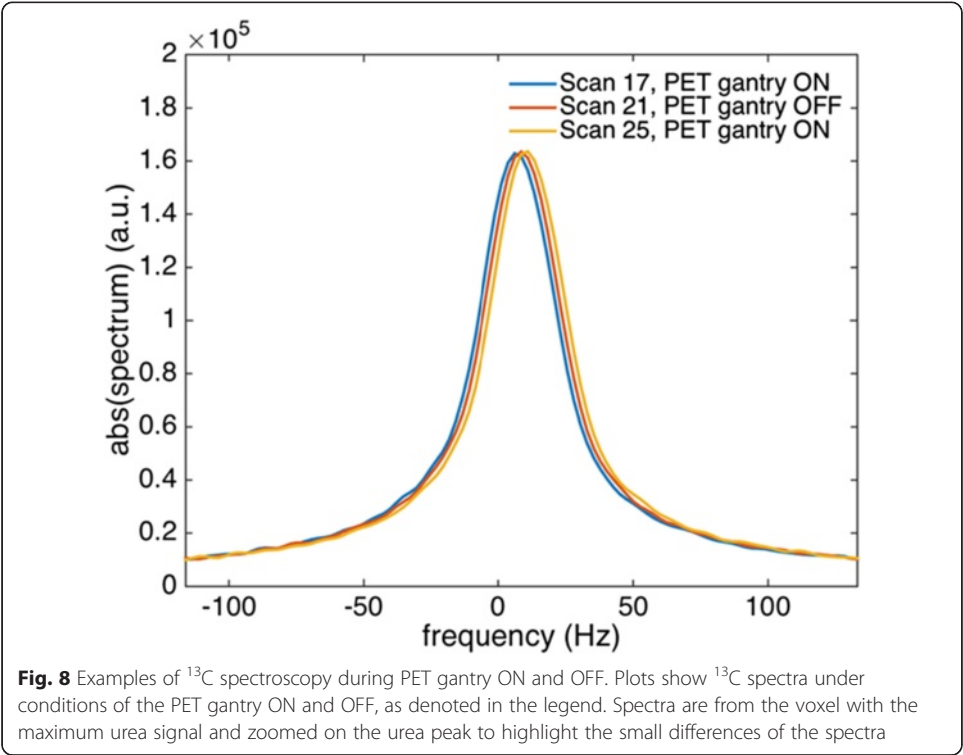 ×10⁵
2
1.8
1.6
1.4
1.2
1
0.8
0.6
0.4
0.2
0
abs(spectrum) (a.u.)
Scan 17, PET gantry ON
Scan 21, PET gantry OFF
Scan 25, PET gantry ON
-100 -50 0 50 100
frequency (Hz)
Fig. 8 Examples of ¹³C spectroscopy during PET gantry ON and OFF. Plots show ¹³C spectra under
conditions of the PET gantry ON and OFF, as denoted in the legend. Spectra are from the voxel with the
maximum urea signal and zoomed on the urea peak to highlight the small differences of the spectra